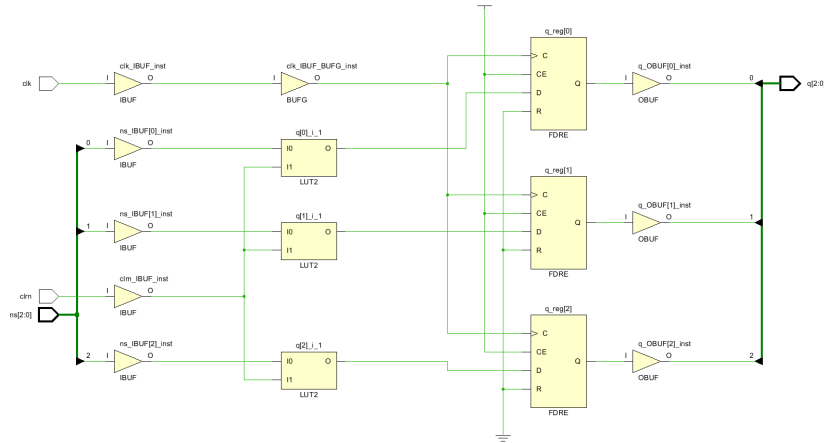 q_reg[0]
clk_IBUF_inst
clk_IBUF_BUFG_inst
q_OBUF[0]_inst
clk
I
O
IBUF
I
O
BUFG
C
CE
D
R
Q
FDRE
I
O
OBUF
0
q[2:0]
ns_IBUF[0]_inst
q[0]_i_1
0
I
O
IBUF
I0
I1
O
LUT2
q_reg[1]
ns_IBUF[1]_inst
q[1]_i_1
q_OBUF[1]_inst
1
I
O
IBUF
I0
I1
O
LUT2
C
CE
D
R
Q
FDRE
I
O
OBUF
1
clrn_IBUF_inst
clrn
I
O
IBUF
ns[2:0]
q_reg[2]
ns_IBUF[2]_inst
q[2]_i_1
q_OBUF[2]_inst
2
I
O
IBUF
I0
I1
O
LUT2
C
CE
D
R
Q
FDRE
I
O
OBUF
2